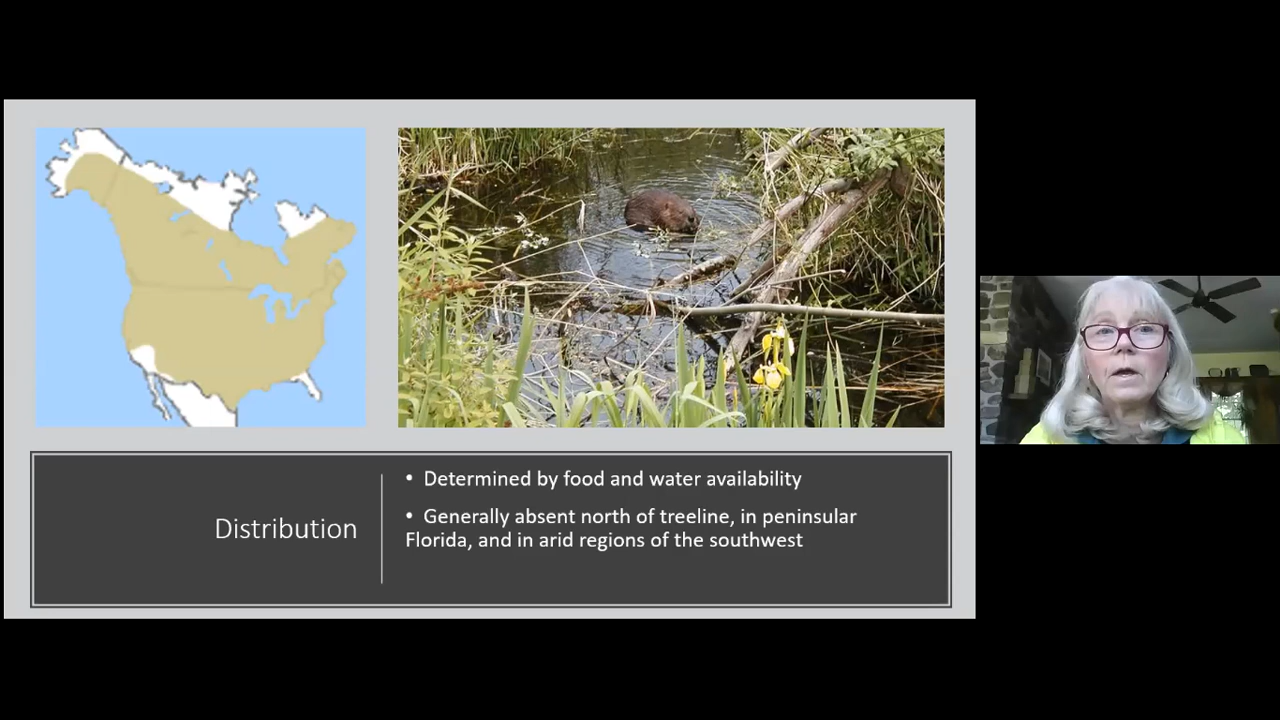 Distribution
• Determined by food and water availability
• Generally absent north of treeline, in peninsular
Florida, and in arid regions of the southwest